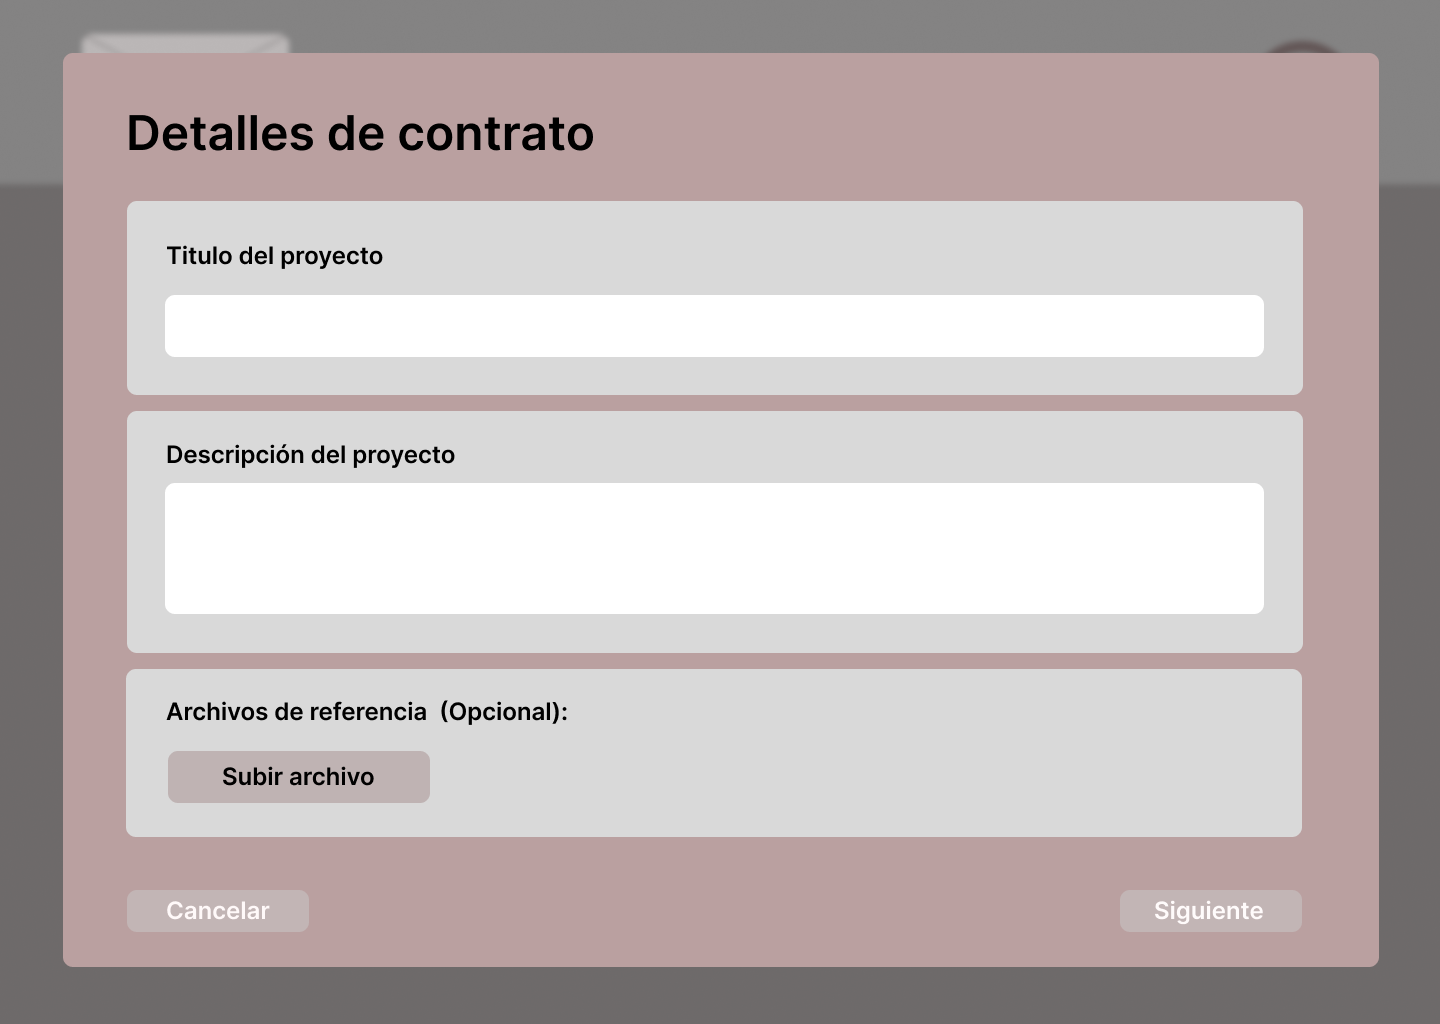 Detalles de contrato
Titulo del proyecto
Descripción del proyecto
Archivos de referencia  (Opcional):
Subir archivo
Cancelar
Siguiente